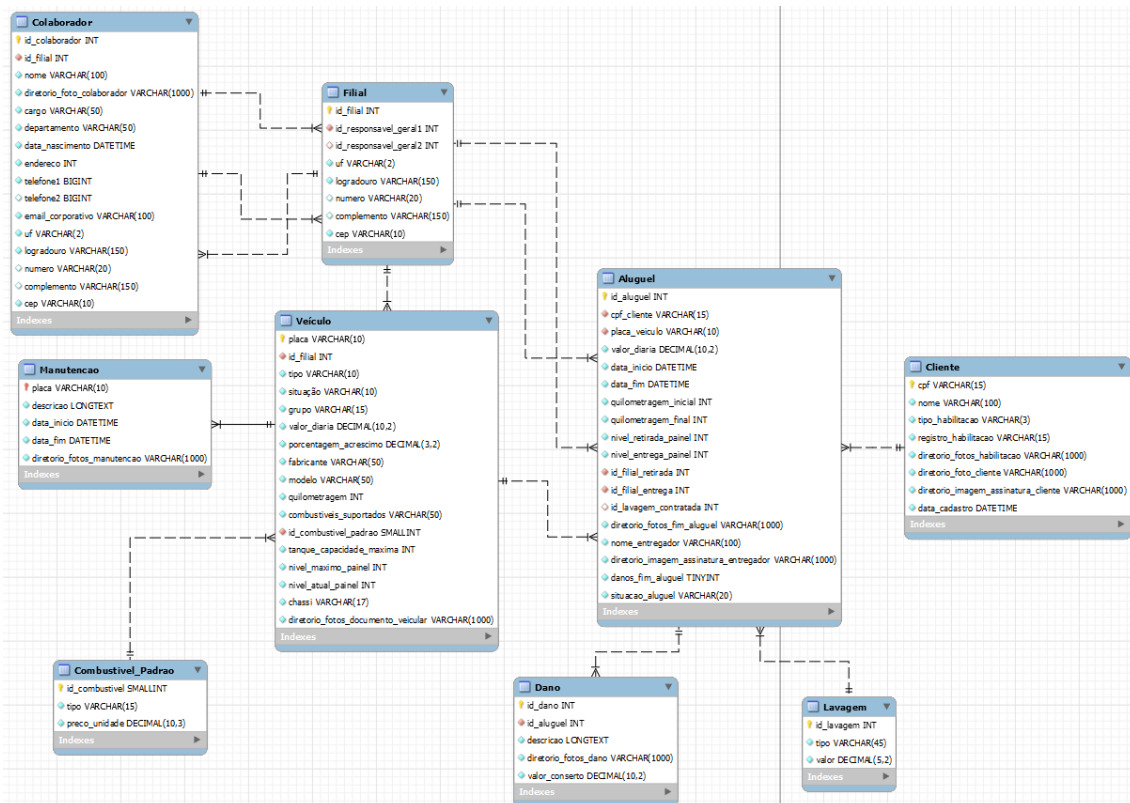 Colaborador
id_colaborador INT
id_filial INT
nome VARCHAR(100)
diretorio_foto_colaborador VARCHAR(1000)
cargo VARCHAR(50)
departamento VARCHAR(50)
data_nascimento DATETIME
endereco INT
telefone1 BIGINT
telefone2 BIGINT
email_corporativo VARCHAR(100)
uf VARCHAR(2)
logradouro VARCHAR(150)
numero VARCHAR(20)
complemento VARCHAR(150)
cep VARCHAR(10)
Indexes
Filial
id_filial INT
id_responsavel_geral1 INT
id_responsavel_geral2 INT
uf VARCHAR(2)
logradouro VARCHAR(150)
numero VARCHAR(20)
complemento VARCHAR(150)
cep VARCHAR(10)
Indexes
Manutencao
placa VARCHAR(10)
descricao LONGTEXT
data_inicio DATETIME
data_fim DATETIME
diretorio_fotos_manutencao VARCHAR(1000)
Indexes
Veículo
placa VARCHAR(10)
id_filial INT
tipo VARCHAR(10)
situação VARCHAR(10)
grupo VARCHAR(15)
valor_diaria DECIMAL(10,2)
porcentagem_acrescimo DECIMAL(3,2)
fabricante VARCHAR(50)
modelo VARCHAR(50)
quilometragem INT
combustiveis_suportados VARCHAR(50)
id_combustivel_padrao SMALLINT
tanque_capacidade_maxima INT
nivel_maximo_painel INT
nivel_atual_painel INT
chassi VARCHAR(17)
diretorio_fotos_documento_veicular VARCHAR(1000)
Indexes
Aluguel
id_aluguel INT
cpf_cliente VARCHAR(15)
placa_veiculo VARCHAR(10)
valor_diaria DECIMAL(10,2)
data_inicio DATETIME
data_fim DATETIME
quilometragem_inicial INT
quilometragem_final INT
nivel_retirada_painel INT
nivel_entrega_painel INT
id_filial_retirada INT
id_filial_entrega INT
id_lavagem_contratada INT
diretorio_fotos_fim_aluguel VARCHAR(1000)
nome_entregador VARCHAR(100)
diretorio_imagem_assinatura_entregador VARCHAR(1000)
danos_fim_aluguel TINYINT
situacao_aluguel VARCHAR(20)
Indexes
Cliente
cpf VARCHAR(15)
nome VARCHAR(100)
tipo_habilitacao VARCHAR(3)
registro_habilitacao VARCHAR(15)
diretorio_fotos_habilitacao VARCHAR(1000)
diretorio_foto_cliente VARCHAR(1000)
diretorio_imagem_assinatura_cliente VARCHAR(1000)
data_cadastro DATETIME
Indexes
Combustivel_Padrao
id_combustivel SMALLINT
tipo VARCHAR(15)
preco_unidade DECIMAL(10,3)
Indexes
Dano
id_dano INT
id_aluguel INT
descricao LONGTEXT
diretorio_fotos_dano VARCHAR(1000)
valor_conserto DECIMAL(10,2)
Indexes
Lavagem
id_lavagem INT
tipo VARCHAR(45)
valor DECIMAL(5,2)
Indexes